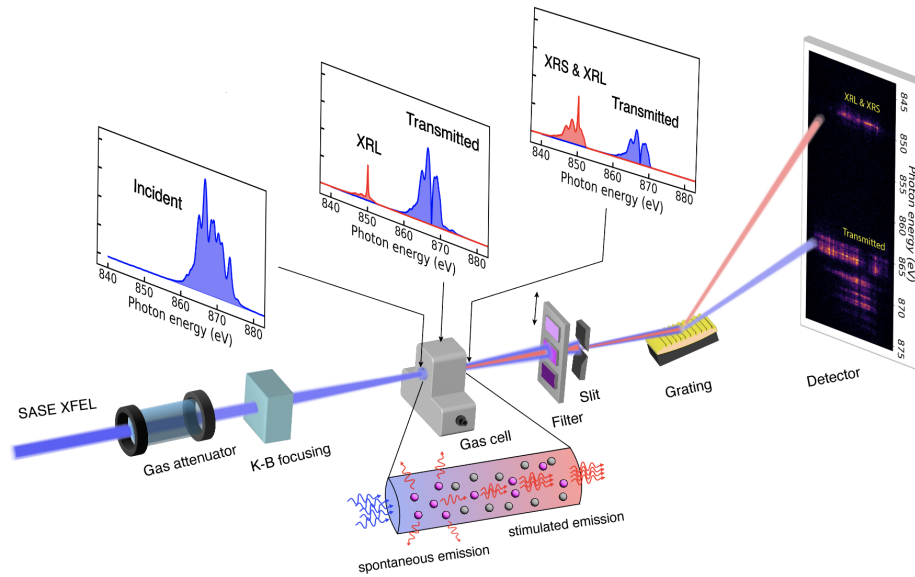 Incident
840
850
860
870
880
Photon energy (eV)
XRL
Transmitted
840
850
860
870
880
Photon energy (eV)
XRS & XRL
Transmitted
840
850
860
870
880
Photon energy (eV)
XRL & XRS
Transmitted
845
850
855
860
865
870
875
Photon energy (eV)
SASE XFEL
Gas attenuator
K-B focusing
Gas cell
Filter
Slit
Grating
Detector
spontaneous emission
stimulated emission